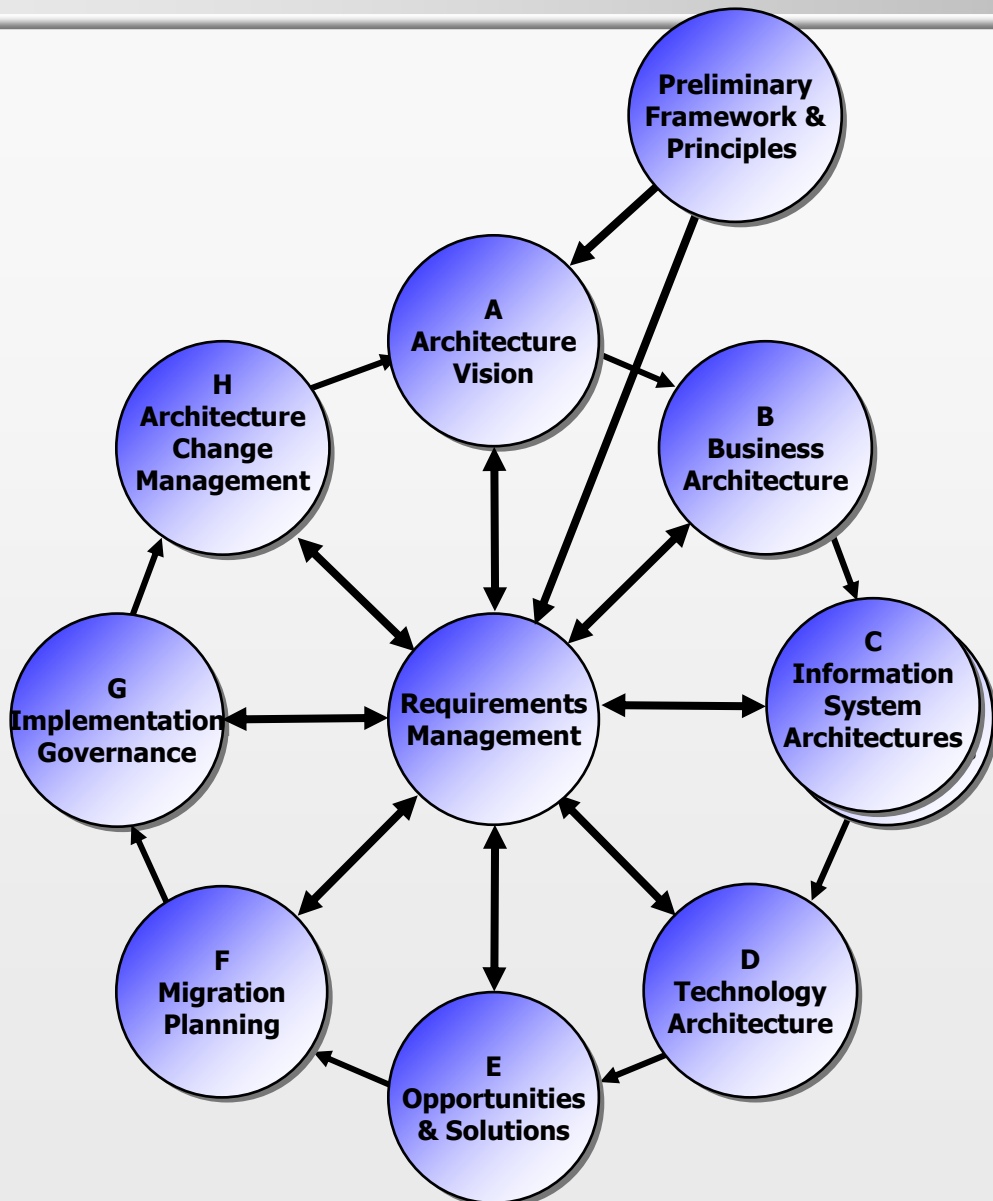 Preliminary
Framework &
Principles
A
Architecture
Vision
H
Architecture
Change
Management
B
Business
Architecture
G
Implementation
Governance
Requirements
Management
C
Information
System
Architectures
F
Migration
Planning
D
Technology
Architecture
E
Opportunities
& Solutions